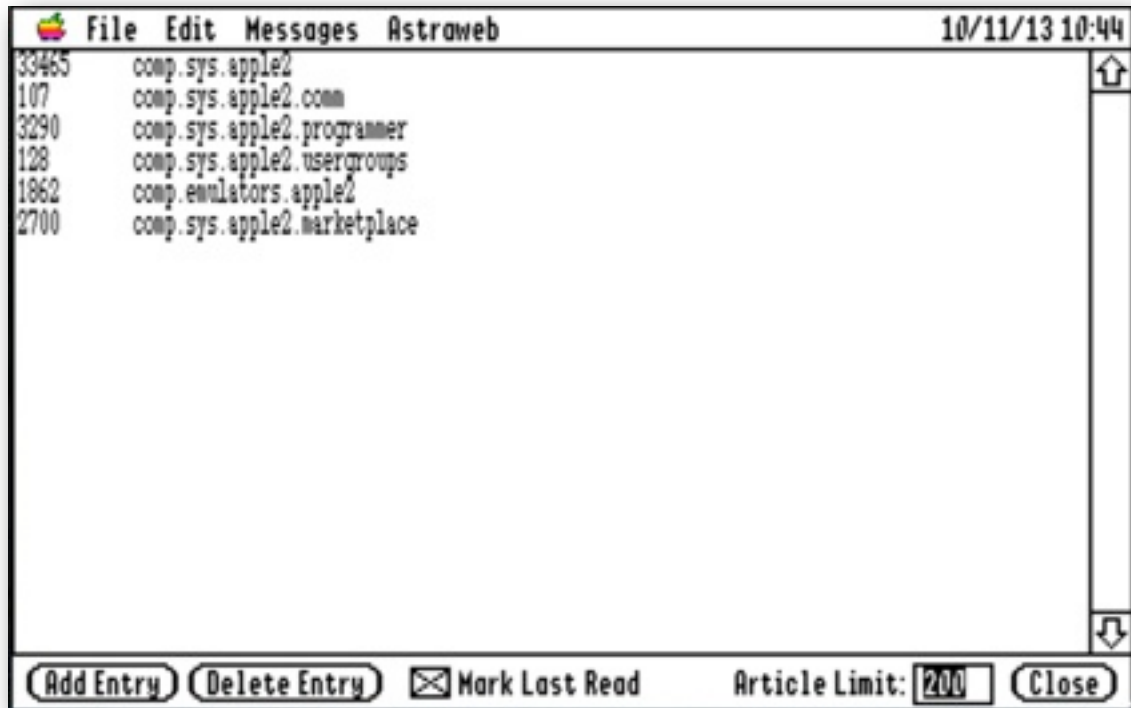 File Edit Messages Astraweb 10/11/13 10:44
33465 comp.sys.apple2
107 comp.sys.apple2.comm
3290 comp.sys.apple2.programmer
128 comp.sys.apple2.usergroups
1862 comp.emulators.apple2
2700 comp.sys.apple2.marketplace
Add Entry Delete Entry Mark Last Read Article Limit: 200 Close